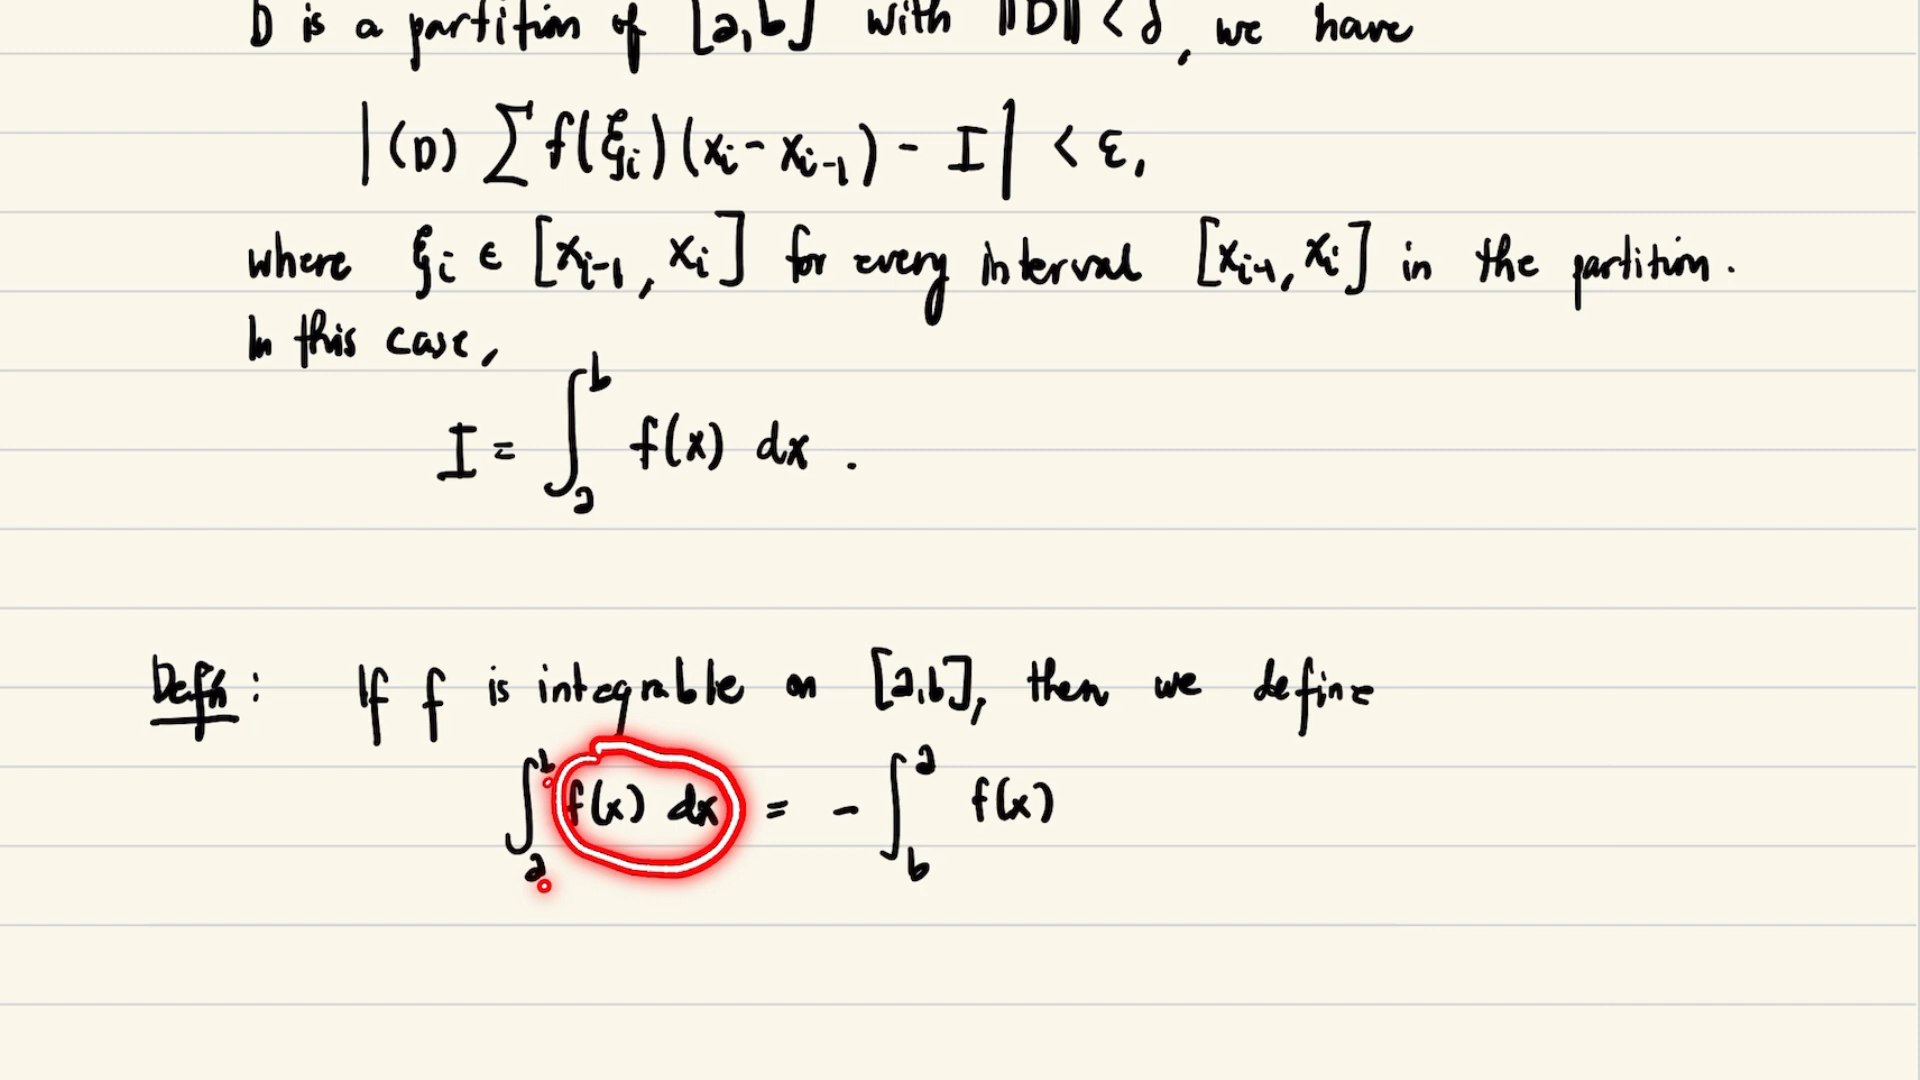 D is a partition of [a,b] with ||D|| < δ, we have
|(D) ∑ f(ξᵢ)(xᵢ - xᵢ₋₁) - I| < ε,
where ξᵢ ∈ [xᵢ₋₁, xᵢ] for every interval [xᵢ₋₁, xᵢ] in the partition.
In this case,
I = ∫ₐᵇ f(x) dx .
Defn: If f is integrable on [a,b], then we define
∫ₐᵇ f(x) dx = - ∫_b^a f(x)